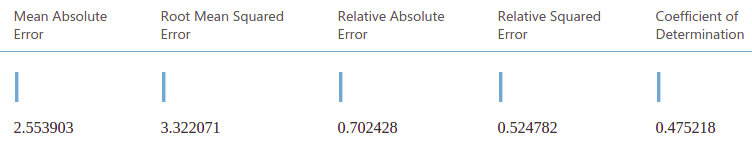 Mean Absolute Error
Root Mean Squared Error
Relative Absolute Error
Relative Squared Error
Coefficient of Determination
2.553903
3.322071
0.702428
0.524782
0.475218